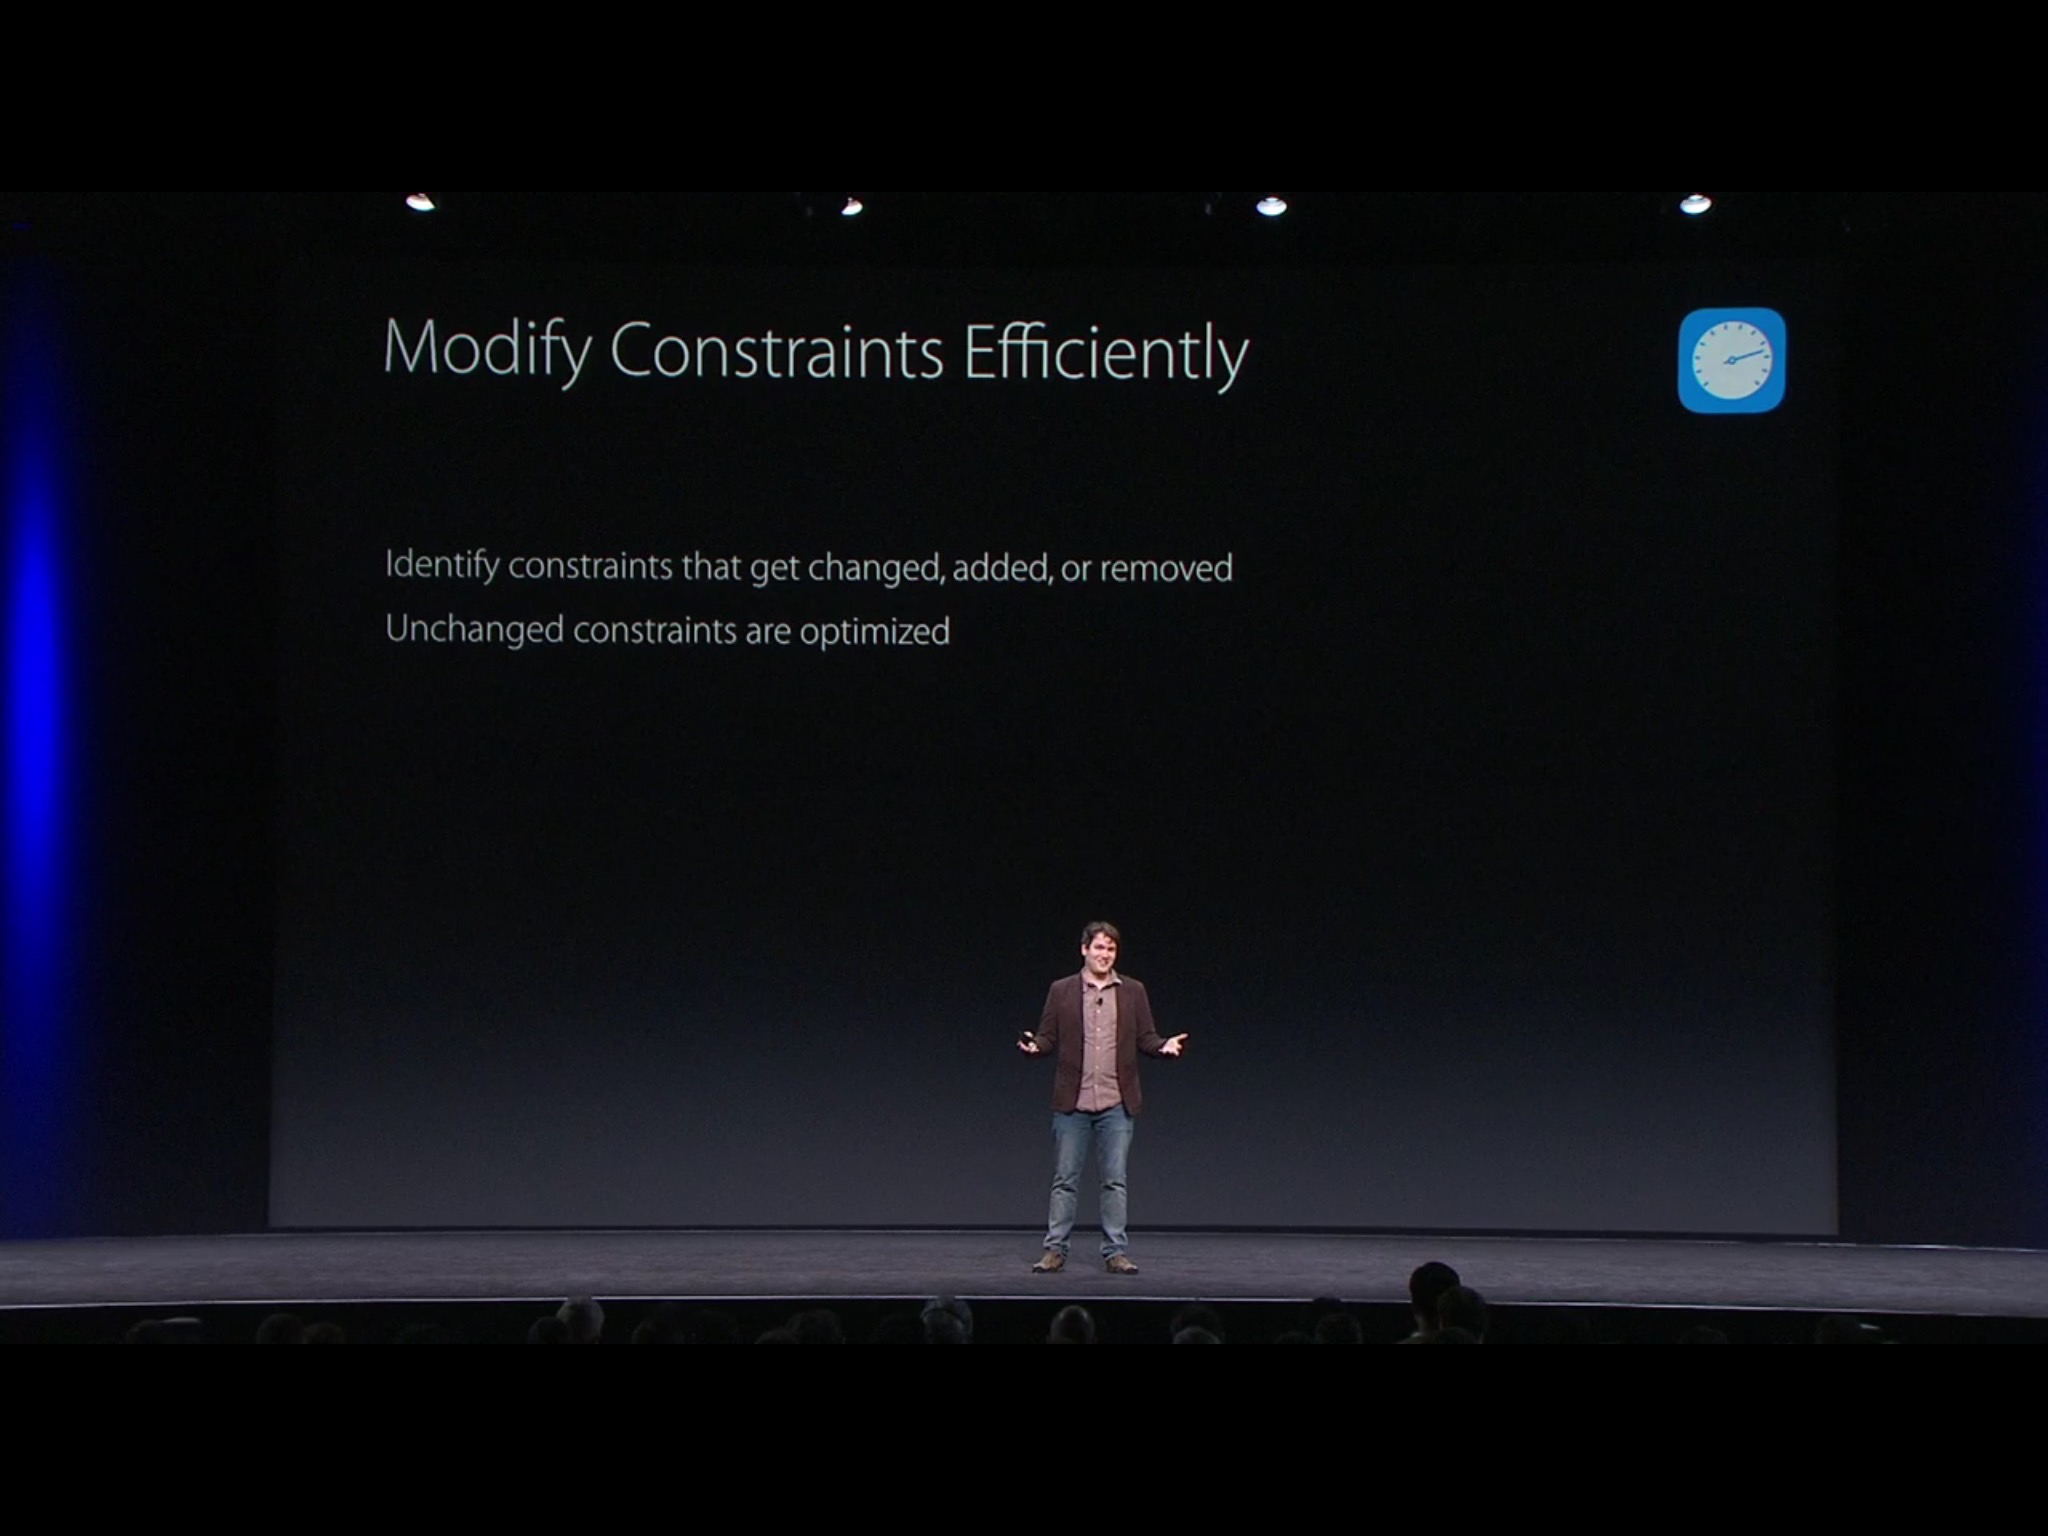 Modify Constraints Efficiently
Identify constraints that get changed, added, or removed
Unchanged constraints are optimized